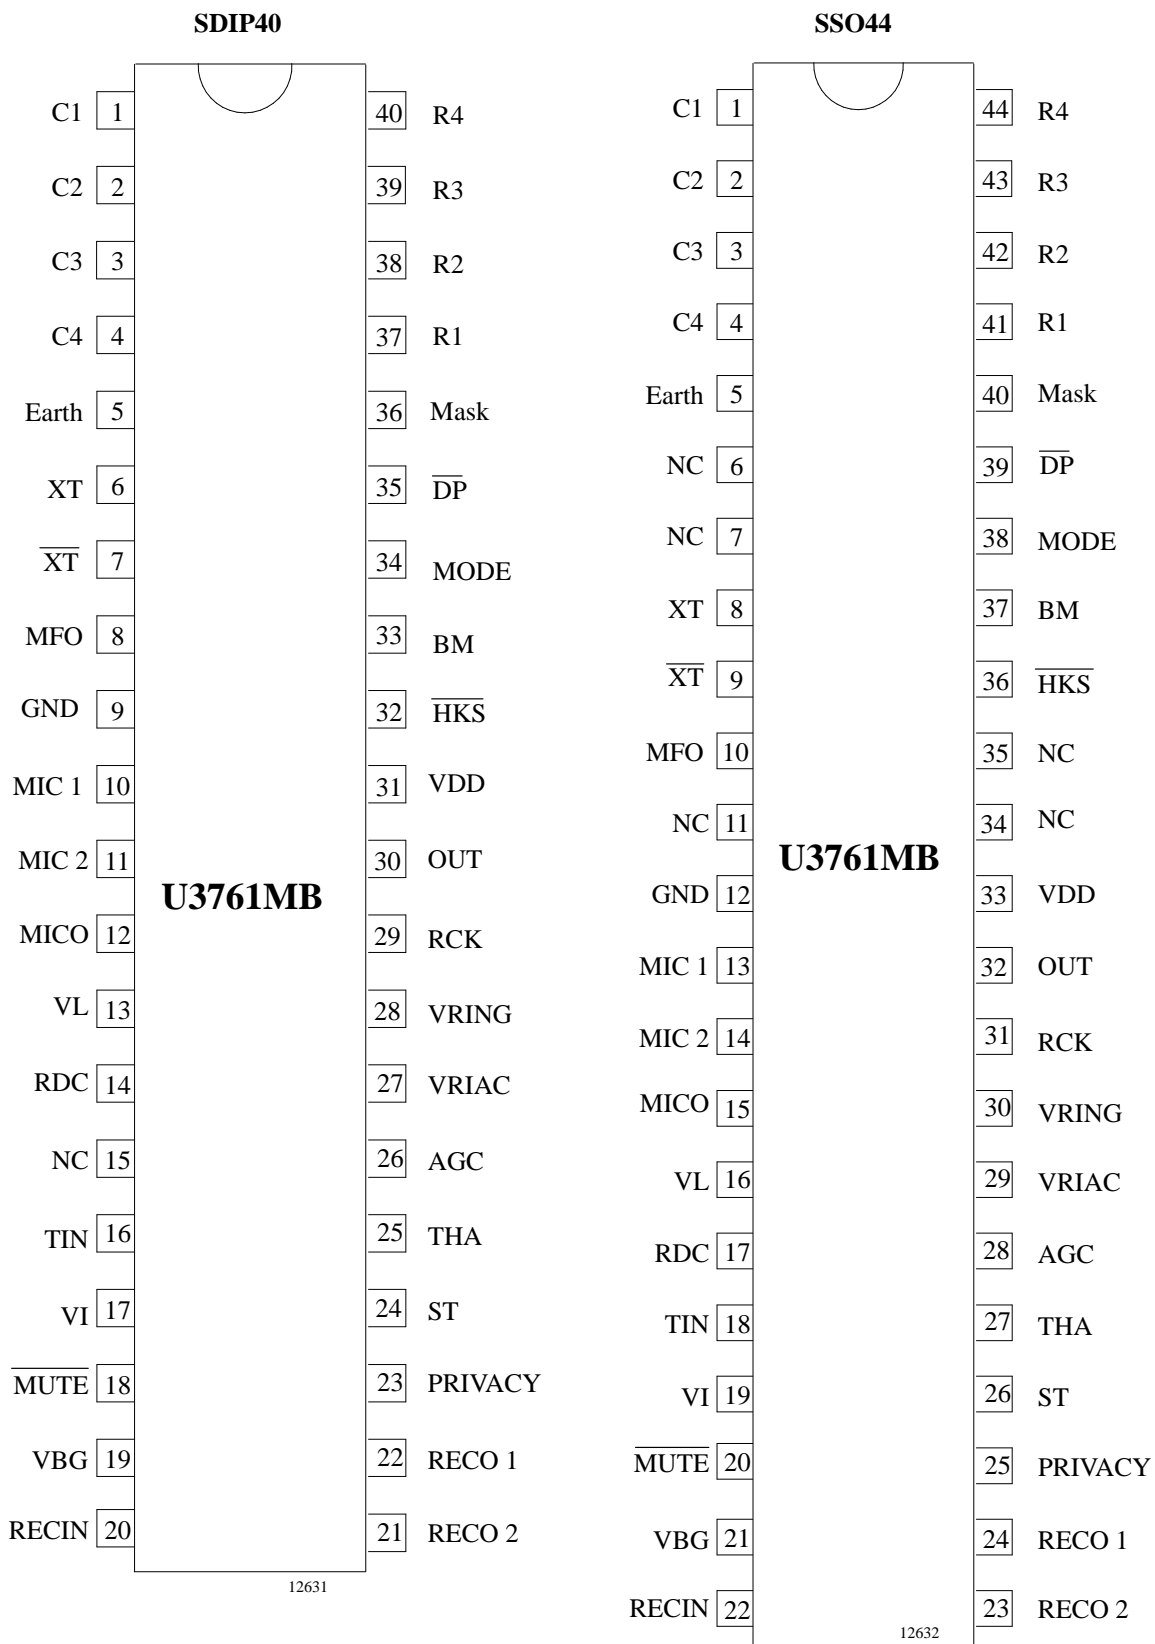 SDIP40
C1 1 40 R4
C2 2 39 R3
C3 3 38 R2
C4 4 37 R1
Earth 5 36 Mask
XT 6 35 D̅P̅
X̅T̅ 7 34 MODE
MFO 8 33 BM
GND 9 32 H̅K̅S̅
MIC 1 10 31 VDD
MIC 2 11 30 OUT
U3761MB
MICO 12 29 RCK
VL 13 28 VRING
RDC 14 27 VRIAC
NC 15 26 AGC
TIN 16 25 THA
VI 17 24 ST
M̅U̅T̅E̅ 18 23 PRIVACY
VBG 19 22 RECO 1
RECIN 20 21 RECO 2
12631
SSO44
C1 1 44 R4
C2 2 43 R3
C3 3 42 R2
C4 4 41 R1
Earth 5 40 Mask
NC 6 39 D̅P̅
NC 7 38 MODE
XT 8 37 BM
X̅T̅ 9 36 H̅K̅S̅
MFO 10 35 NC
NC 11 34 NC
U3761MB
GND 12 33 VDD
MIC 1 13 32 OUT
MIC 2 14 31 RCK
MICO 15 30 VRING
VL 16 29 VRIAC
RDC 17 28 AGC
TIN 18 27 THA
VI 19 26 ST
M̅U̅T̅E̅ 20 25 PRIVACY
VBG 21 24 RECO 1
RECIN 22 23 RECO 2
12632